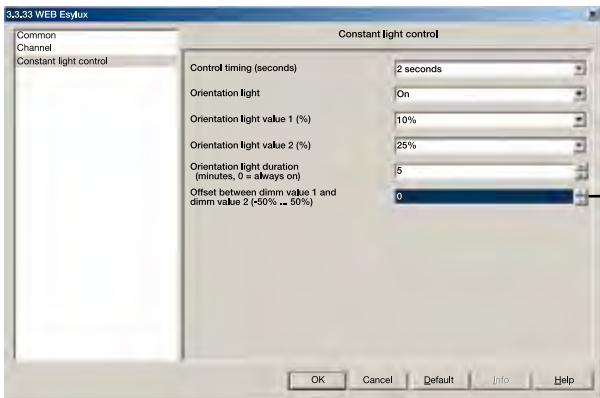 3.3.33 WEB Esylux
Common
Channel
Constant light control
Constant light control
Control timing (seconds) 2 seconds
Orientation light On
Orientation light value 1 (%) 10%
Orientation light value 2 (%) 25%
Orientation light duration
(minutes, 0 = always on) 5
Offset between dimm value 1 and
dimm value 2 (-50% ... 50%) 0
OK Cancel Default Info Help